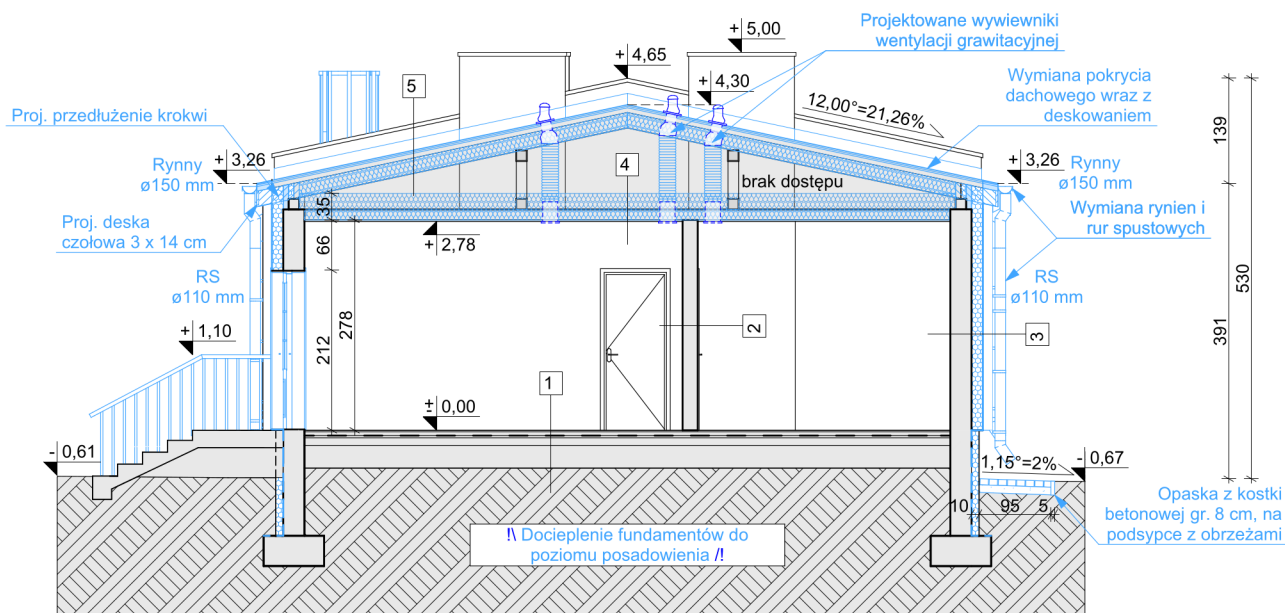 Projektowane wywiewniki
wentylacji grawitacyjnej
+ 5,00
+ 4,65
+ 4,30
Wymiana pokrycia
dachowego wraz z
deskowaniem
12,00°=21,26%
5
Proj. przedłużenie krokwi
139
+ 3,26
Rynny
ø150 mm
4
brak dostępu
+ 3,26
Rynny
ø150 mm
Proj. deska
czołowa 3 x 14 cm
35
66
+ 2,78
Wymiana rynien i
rur spustowych
RS
ø110 mm
RS
ø110 mm
530
391
+ 1,10
212
278
2
3
1
+
- 0,00
- 0,61
1,15°=2%
- 0,67
10
95
5
Opaska z kostki
betonowej gr. 8 cm, na
podsypce z obrzeżami
!\ Docieplenie fundamentów do
poziomu posadowienia /!